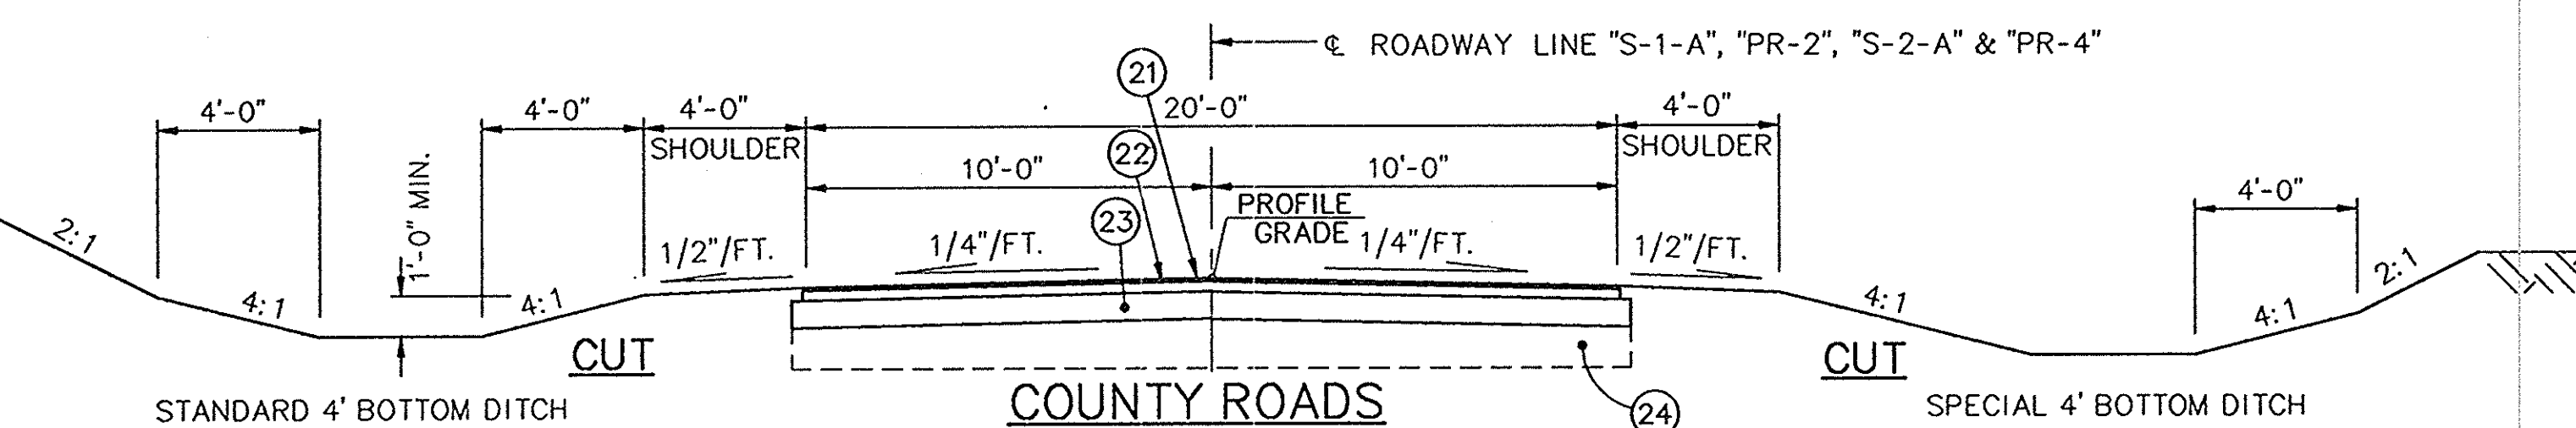 ℄ ROADWAY LINE "S-1-A", "PR-2", "S-2-A" & "PR-4"
21
4'-0"
4'-0"
4'-0"
20'-0"
4'-0"
SHOULDER
SHOULDER
22
10'-0"
10'-0"
1'-0" MIN.
4'-0"
23
PROFILE
GRADE
2:1
1/2"/FT.
1/4"/FT.
1/4"/FT.
1/2"/FT.
2:1
4:1
4:1
4:1
4:1
CUT
CUT
STANDARD 4' BOTTOM DITCH
COUNTY ROADS
24
SPECIAL 4' BOTTOM DITCH